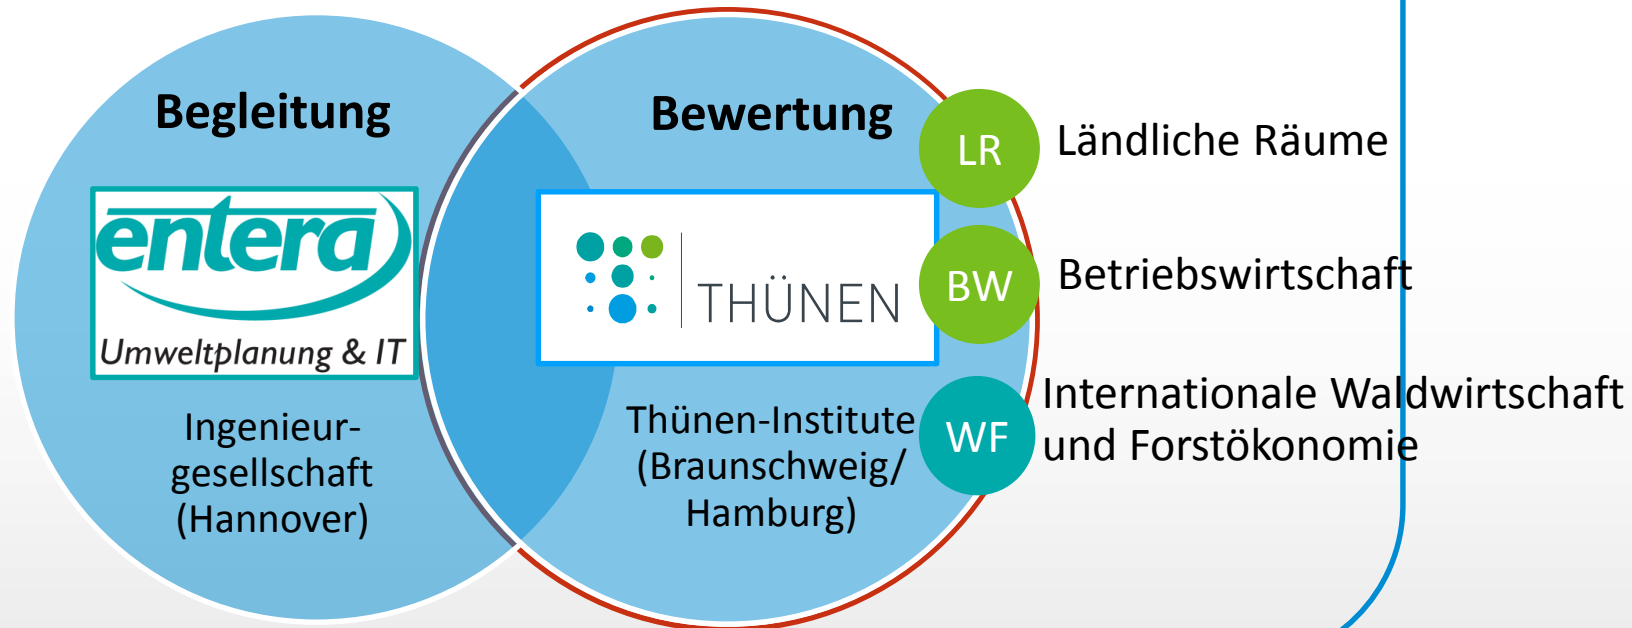 Begleitung
entera
Umweltplanung & IT
Ingenieur-
gesellschaft
(Hannover)
Bewertung
THÜNEN
Thünen-Institute
(Braunschweig/
Hamburg)
LR
Ländliche Räume
BW
Betriebswirtschaft
WF
Internationale Waldwirtschaft
und Forstökonomie